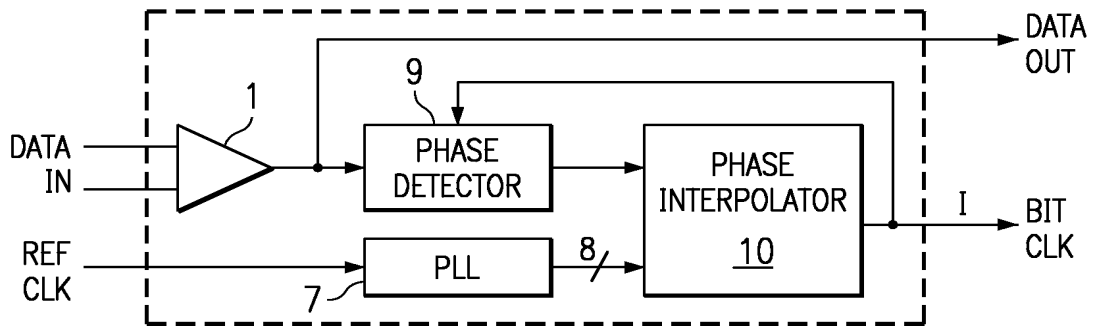 DATA
OUT
9
1
DATA
IN
PHASE
DETECTOR
PHASE
INTERPOLATOR
10
I
BIT
CLK
REF
CLK
PLL
8
7